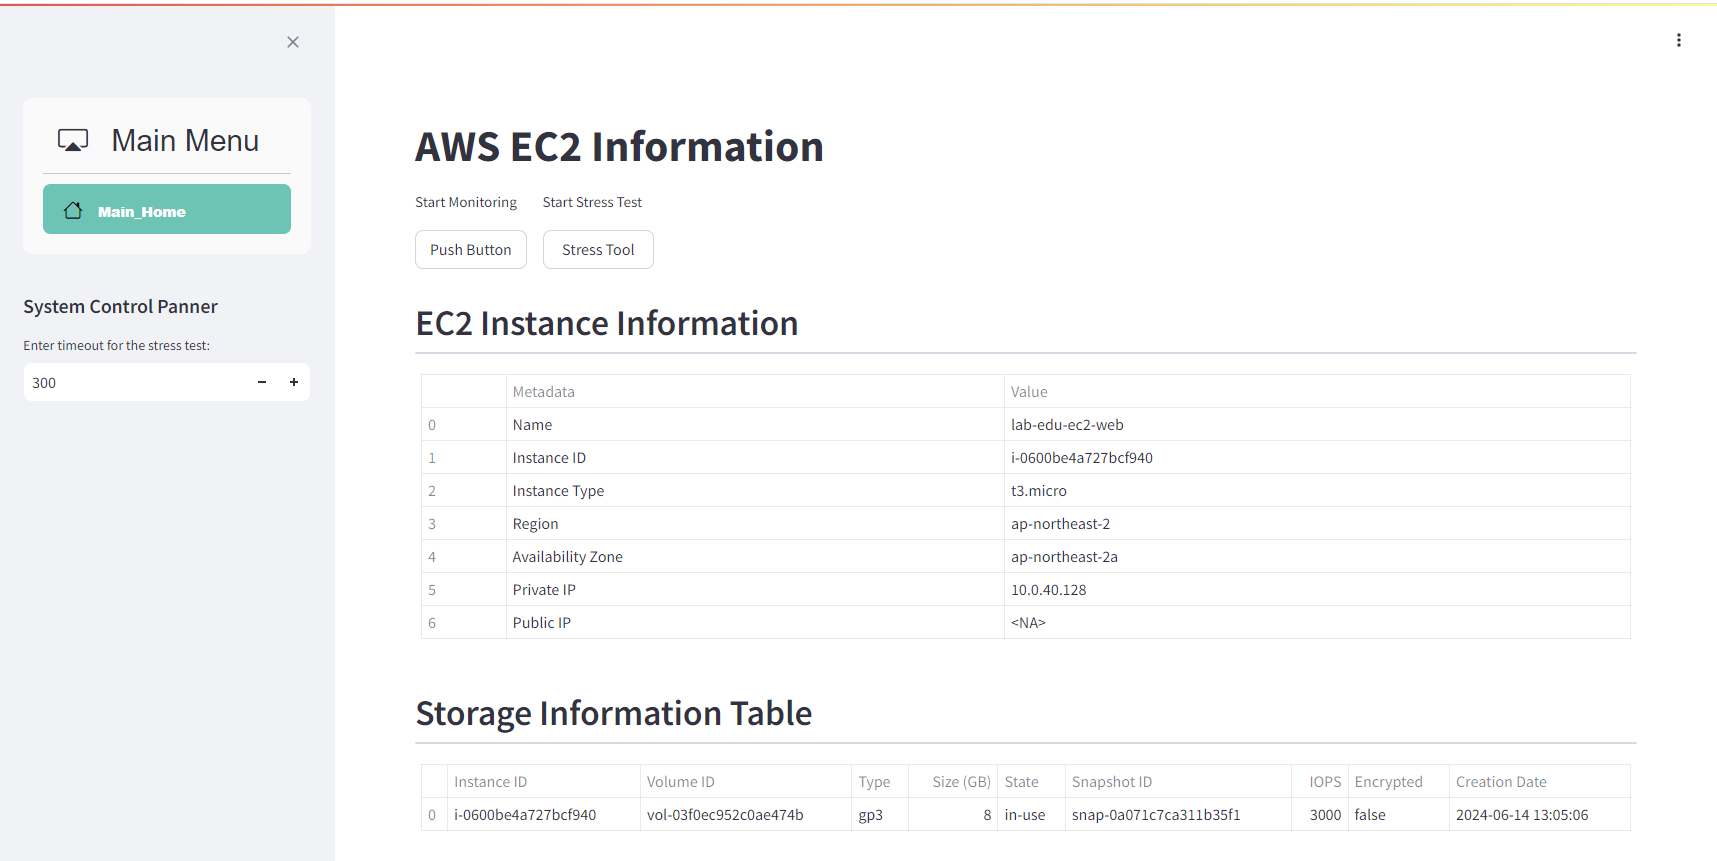 Main Menu
Main_Home
System Control Panner
Enter timeout for the stress test:
300
AWS EC2 Information
Start Monitoring Start Stress Test
Push Button Stress Tool
EC2 Instance Information
Metadata Value
0 Name lab-edu-ec2-web
1 Instance ID i-0600be4a727bcf940
2 Instance Type t3.micro
3 Region ap-northeast-2
4 Availability Zone ap-northeast-2a
5 Private IP 10.0.40.128
6 Public IP <NA>
Storage Information Table
Instance ID Volume ID Type Size (GB) State Snapshot ID IOPS Encrypted Creation Date
0 i-0600be4a727bcf940 vol-03f0ec952c0ae474b gp3 8 in-use snap-0a071c7ca311b35f1 3000 false 2024-06-14 13:05:06